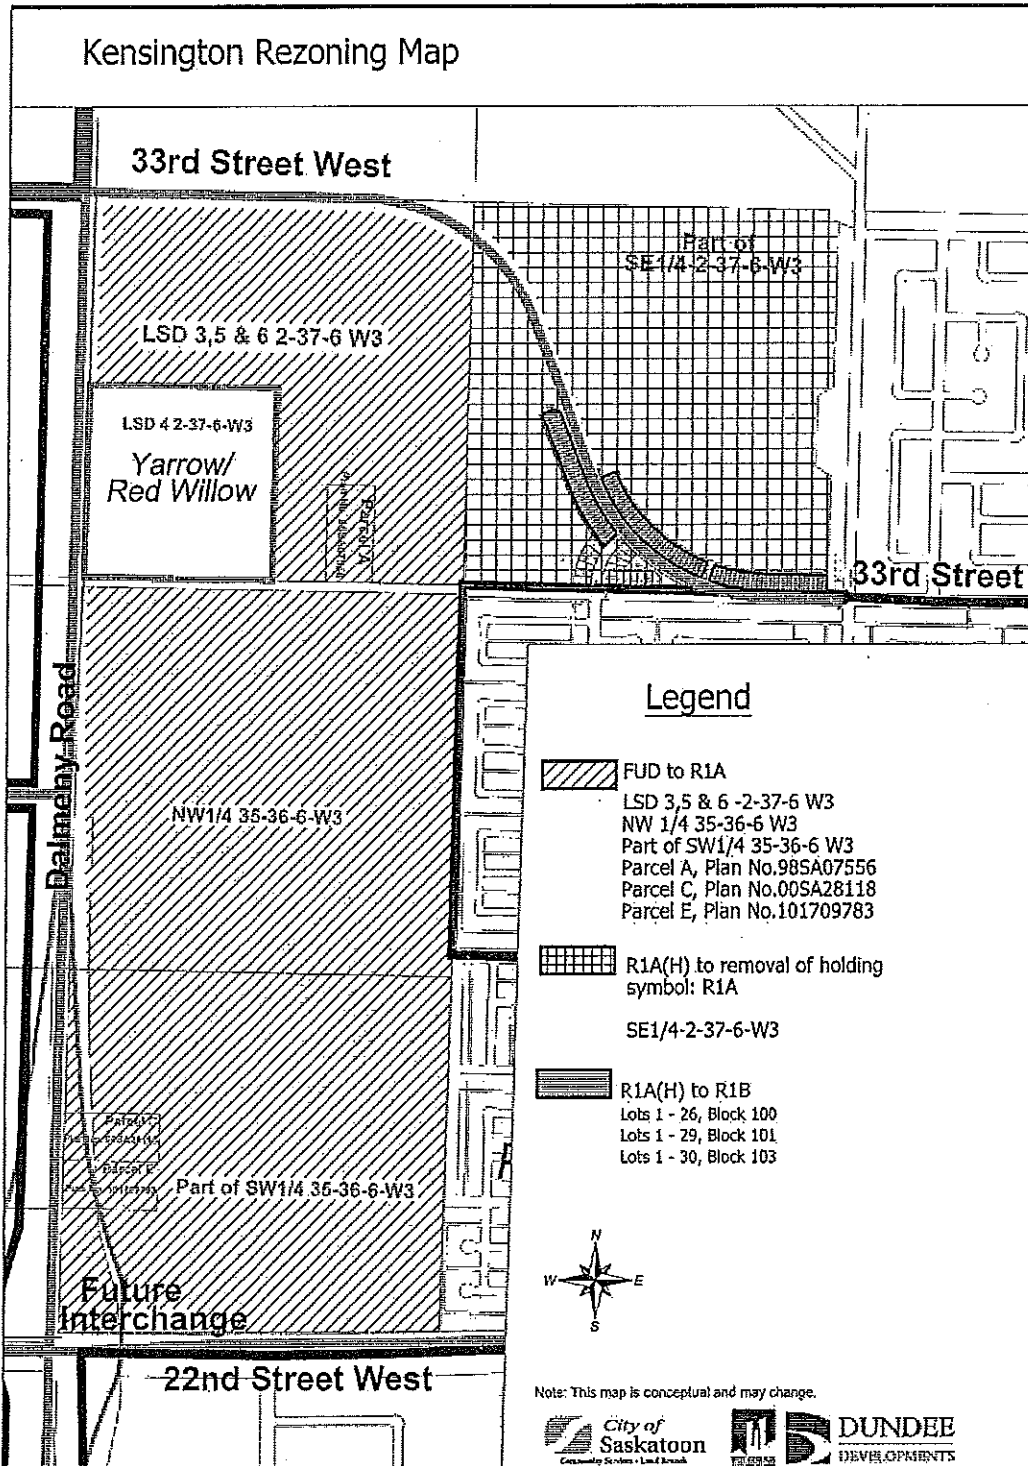 Kensington Rezoning Map
33rd Street West
Part of
SE1/4-2-37-6-W3
LSD 3,5 & 6 2-37-6 W3
LSD 4 2-37-6-W3
Yarrow/
Red Willow
Parcel A
33rd Street
Dalmeny Road
NW1/4 35-36-6-W3
Parcel E
Part of SW1/4 35-36-6-W3
Future
Interchange
22nd Street West
Legend
FUD to R1A
LSD 3,5 & 6 -2-37-6 W3
NW 1/4 35-36-6 W3
Part of SW1/4 35-36-6 W3
Parcel A, Plan No.98SA07556
Parcel C, Plan No.00SA28118
Parcel E, Plan No.101709783
R1A(H) to removal of holding
symbol: R1A
SE1/4-2-37-6-W3
R1A(H) to R1B
Lots 1 - 26, Block 100
Lots 1 - 29, Block 101
Lots 1 - 30, Block 103
N
W E
S
Note: This map is conceptual and may change.
City of
Saskatoon
Community Services - Land Branch
DUNDEE
DEVELOPMENTS